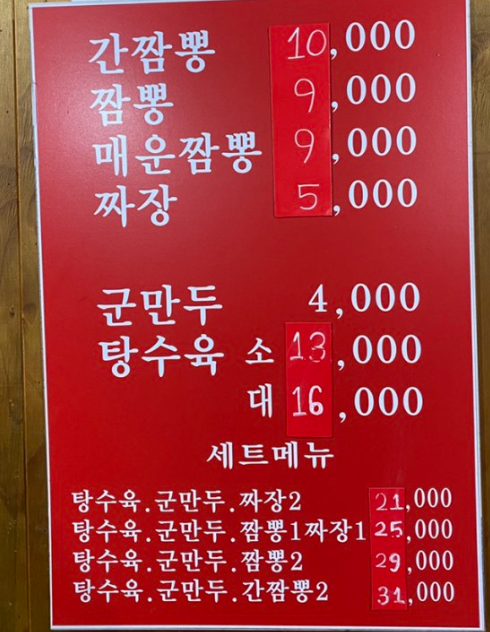 간짬뽕 10,000
짬뽕 9,000
매운짬뽕 9,000
짜장 5,000
군만두 4,000
탕수육 소 13,000
대 16,000
세트메뉴
탕수육.군만두.짜장2 21,000
탕수육.군만두.짬뽕1짜장1 25,000
탕수육.군만두.짬뽕2 29,000
탕수육.군만두.간짬뽕2 31,000